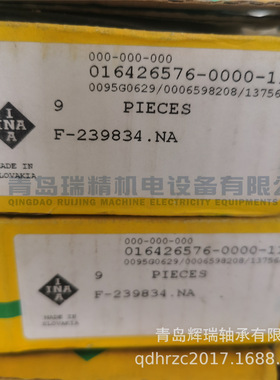 000-000-000
016426576-0000-1
0095G0629/0006598208/13756
9 PIECES
INA
F-239834.NA
MADE IN
SLOVAKIA
青岛瑞精机电设备有限公
QINGDAO RUIJING MACHINE ELECTRICITY EQUIPMENTS
000-000-000
016426576-0000-1
0095G0629/0006598208/13756
9 PIECES
INA
F-239834.NA
MADE IN
SLOVAKIA
青岛辉瑞轴承有限公
qdhrzc2017.1688.c